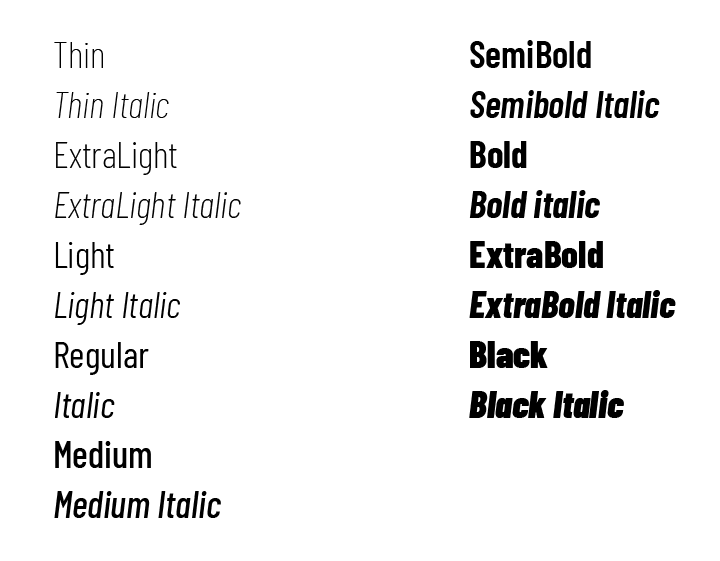 Thin
Thin Italic
ExtraLight
ExtraLight Italic
Light
Light Italic
Regular
Italic
Medium
Medium Italic
SemiBold
Semibold Italic
Bold
Bold italic
ExtraBold
ExtraBold Italic
Black
Black Italic